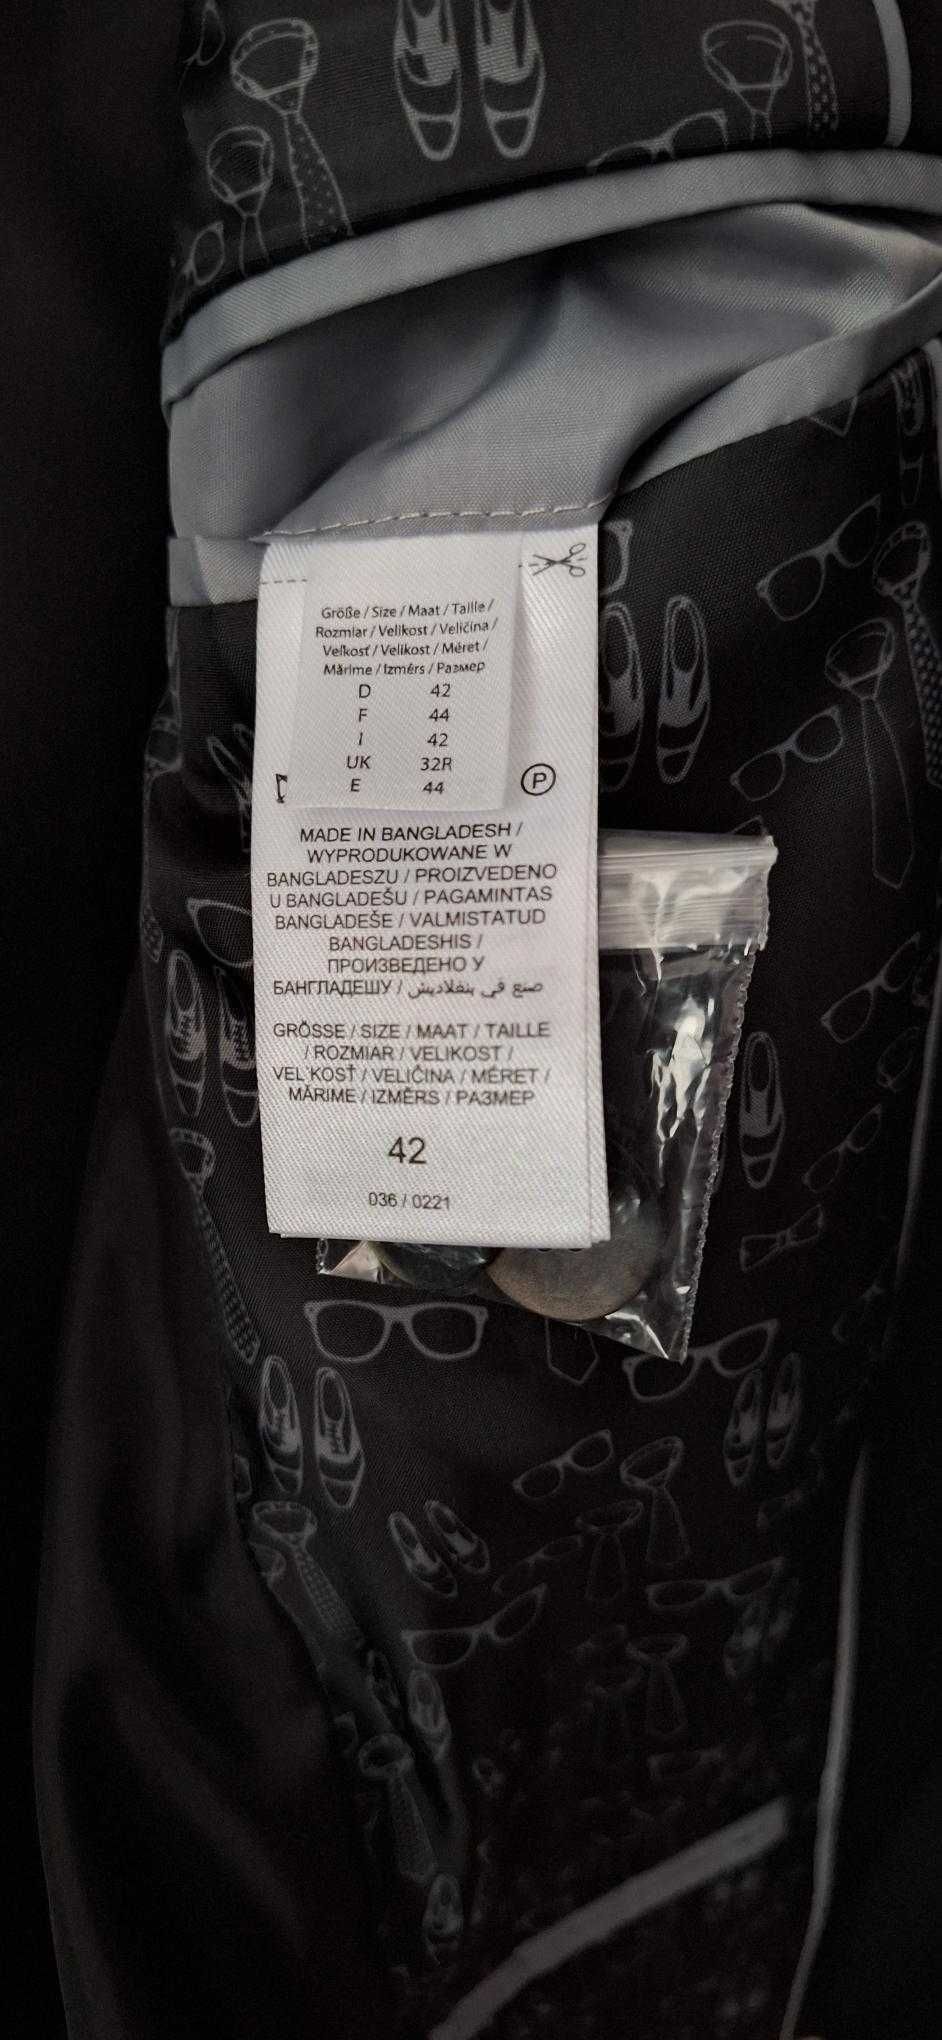 Größe / Size / Maat / Taille /
Rozmiar / Velikost / Veličina /
Veľkosť / Velikost / Méret /
Mărime / Izmērs / Размер
D 42
F 44
I 42
UK 32R
E 44
P
MADE IN BANGLADESH /
WYPRODUKOWANE W
BANGLADESZU / PROIZVEDENO
U BANGLADEŠU / PAGAMINTAS
BANGLADEŠE / VALMISTATUD
BANGLADESHIS /
ПРОИЗВЕДЕНО У
БАНГЛАДЕШУ / صنع في بنغلاديش
GRÖSSE / SIZE / MAAT / TAILLE
/ ROZMIAR / VELIKOST /
VEL'KOSŤ / VELIČINA / MÉRET /
MĂRIME / IZMĒRS / РАЗМЕР
42
036 / 0221